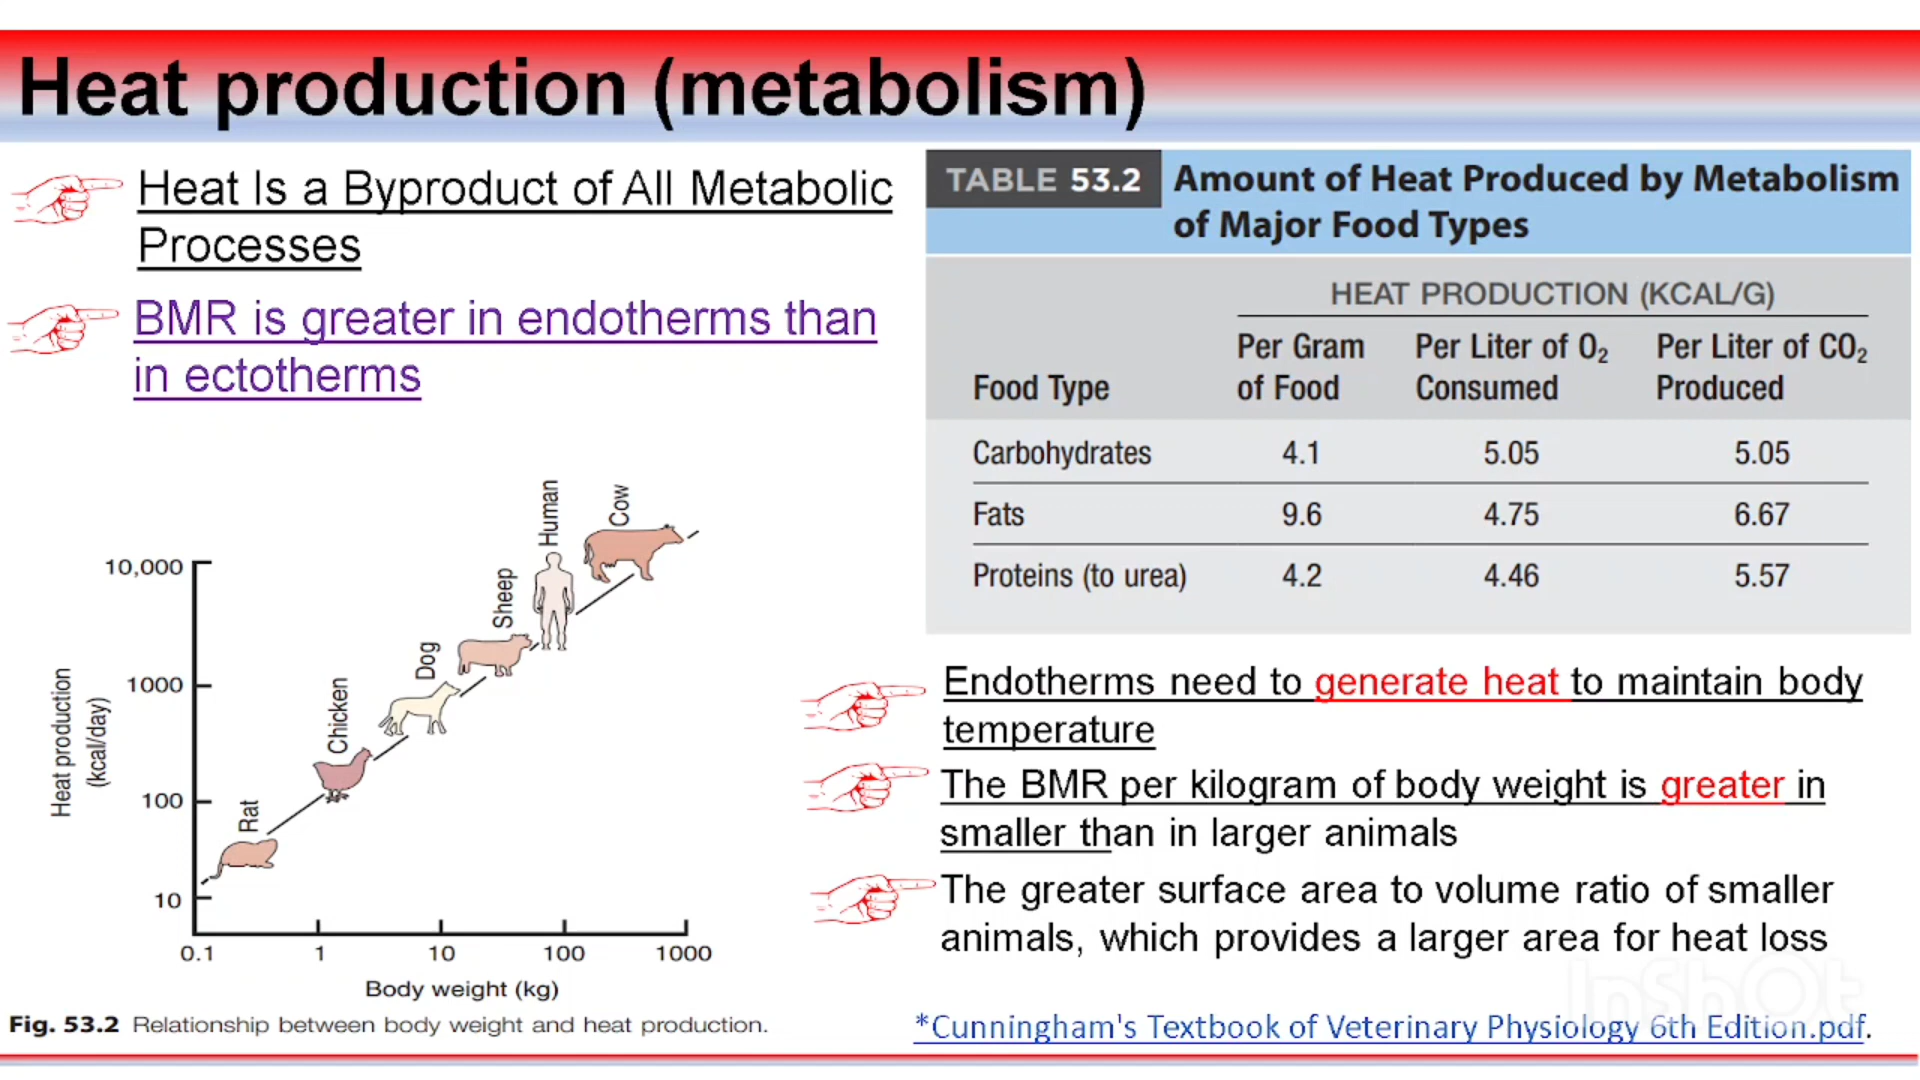 Heat production (metabolism)
Heat Is a Byproduct of All Metabolic
Processes
BMR is greater in endotherms than
in ectotherms
TABLE 53.2 Amount of Heat Produced by Metabolism
of Major Food Types
HEAT PRODUCTION (KCAL/G)
Food Type Per Gram of Food Per Liter of O₂ Consumed Per Liter of CO₂ Produced
Carbohydrates 4.1 5.05 5.05
Fats 9.6 4.75 6.67
Proteins (to urea) 4.2 4.46 5.57
Heat production
(kcal/day)
10,000
1000
100
10
Rat
Chicken
Dog
Sheep
Human
Cow
0.1 1 10 100 1000
Body weight (kg)
Fig. 53.2 Relationship between body weight and heat production.
Endotherms need to generate heat to maintain body
temperature
The BMR per kilogram of body weight is greater in
smaller than in larger animals
The greater surface area to volume ratio of smaller
animals, which provides a larger area for heat loss
InShOt
*Cunningham's Textbook of Veterinary Physiology 6th Edition.pdf.